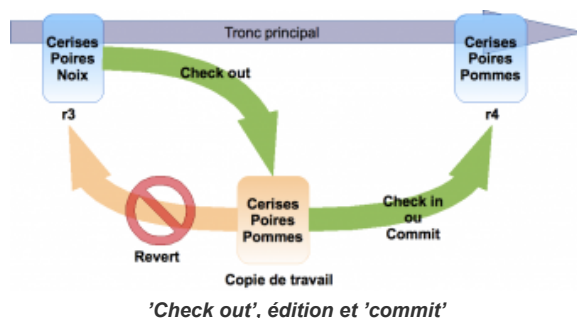 Tronc principal
Cerises
Poires
Noix
r3
Check out
Cerises
Poires
Pommes
r4
Cerises
Poires
Pommes
Copie de travail
Check in
ou
Commit
Revert
’Check out’, édition et ’commit’